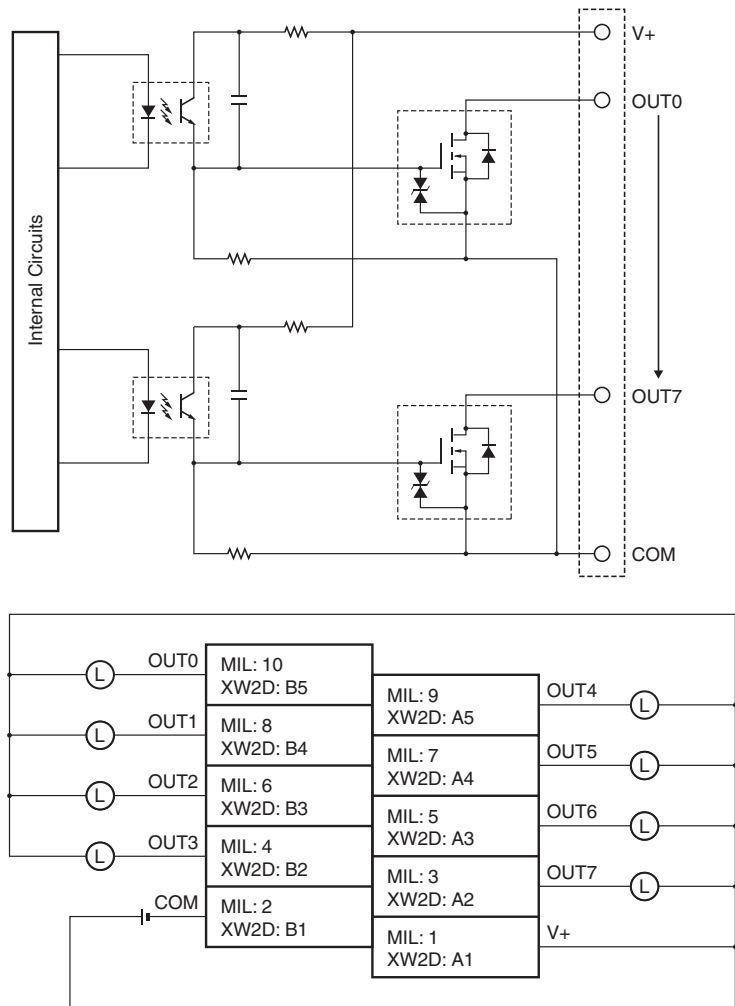 V+
OUT0
Internal Circuits
OUT7
COM
OUT0
L
MIL: 10
XW2D: B5
MIL: 9
XW2D: A5
OUT4
L
OUT1
L
MIL: 8
XW2D: B4
MIL: 7
XW2D: A4
OUT5
L
OUT2
L
MIL: 6
XW2D: B3
MIL: 5
XW2D: A3
OUT6
L
OUT3
L
MIL: 4
XW2D: B2
MIL: 3
XW2D: A2
OUT7
L
COM
MIL: 2
XW2D: B1
MIL: 1
XW2D: A1
V+